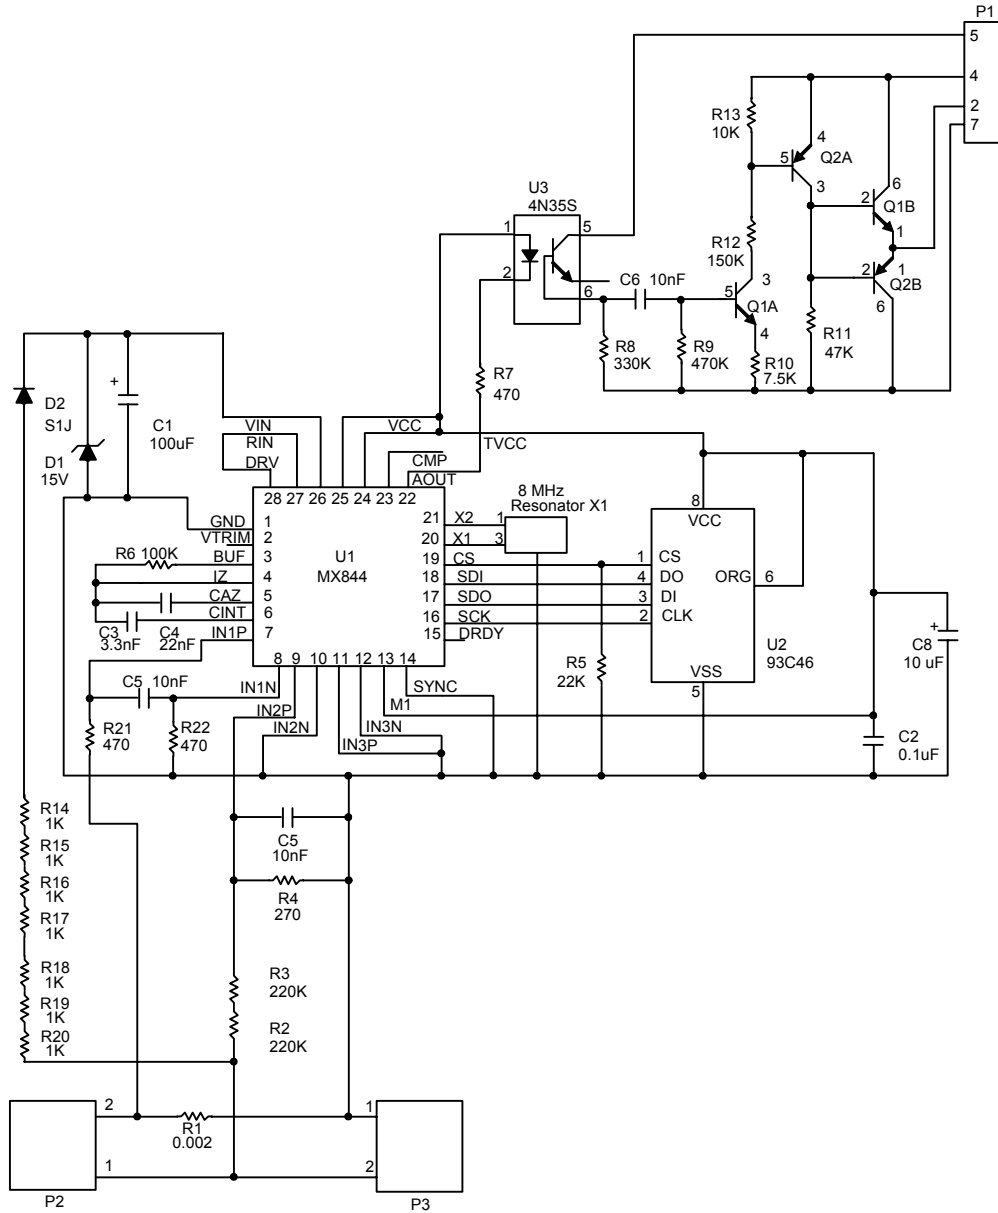 P1
5
4
2
7
R13
10K
4
5
Q2A
3
6
2
Q1B
1
2
1
Q2B
6
U3
4N35S
1
5
2
6
R12
150K
C6 10nF
3
5
Q1A
4
R8
330K
R9
470K
R10
7.5K
R11
47K
R7
470
D2
S1J
D1
15V
+
C1
100uF
VIN
RIN
DRV
VCC
TVCC
CMP
AOUT
28 27 26 25 24 23 22
GND
VTRIM
BUF
IZ
CAZ
CINT
IN1P
1
2
3
4
5
6
7
U1
MX844
21
20
19
18
17
16
15
X2
X1
CS
SDI
SDO
SCK
DRDY
8 MHz
Resonator X1
1
3
R6 100K
C3
3.3nF
C4
22nF
8 9 10 11 12 13 14
IN1N
IN2P
IN2N
IN3P
IN3N
M1
SYNC
C5 10nF
R21
470
R22
470
R5
22K
8
VCC
1
4
3
2
CS
DO
DI
CLK
ORG
6
VSS
5
U2
93C46
+
C8
10 uF
C2
0.1uF
R14
1K
R15
1K
R16
1K
R17
1K
R18
1K
R19
1K
R20
1K
C5
10nF
R4
270
R3
220K
R2
220K
2
1
P2
R1
0.002
1
2
P3